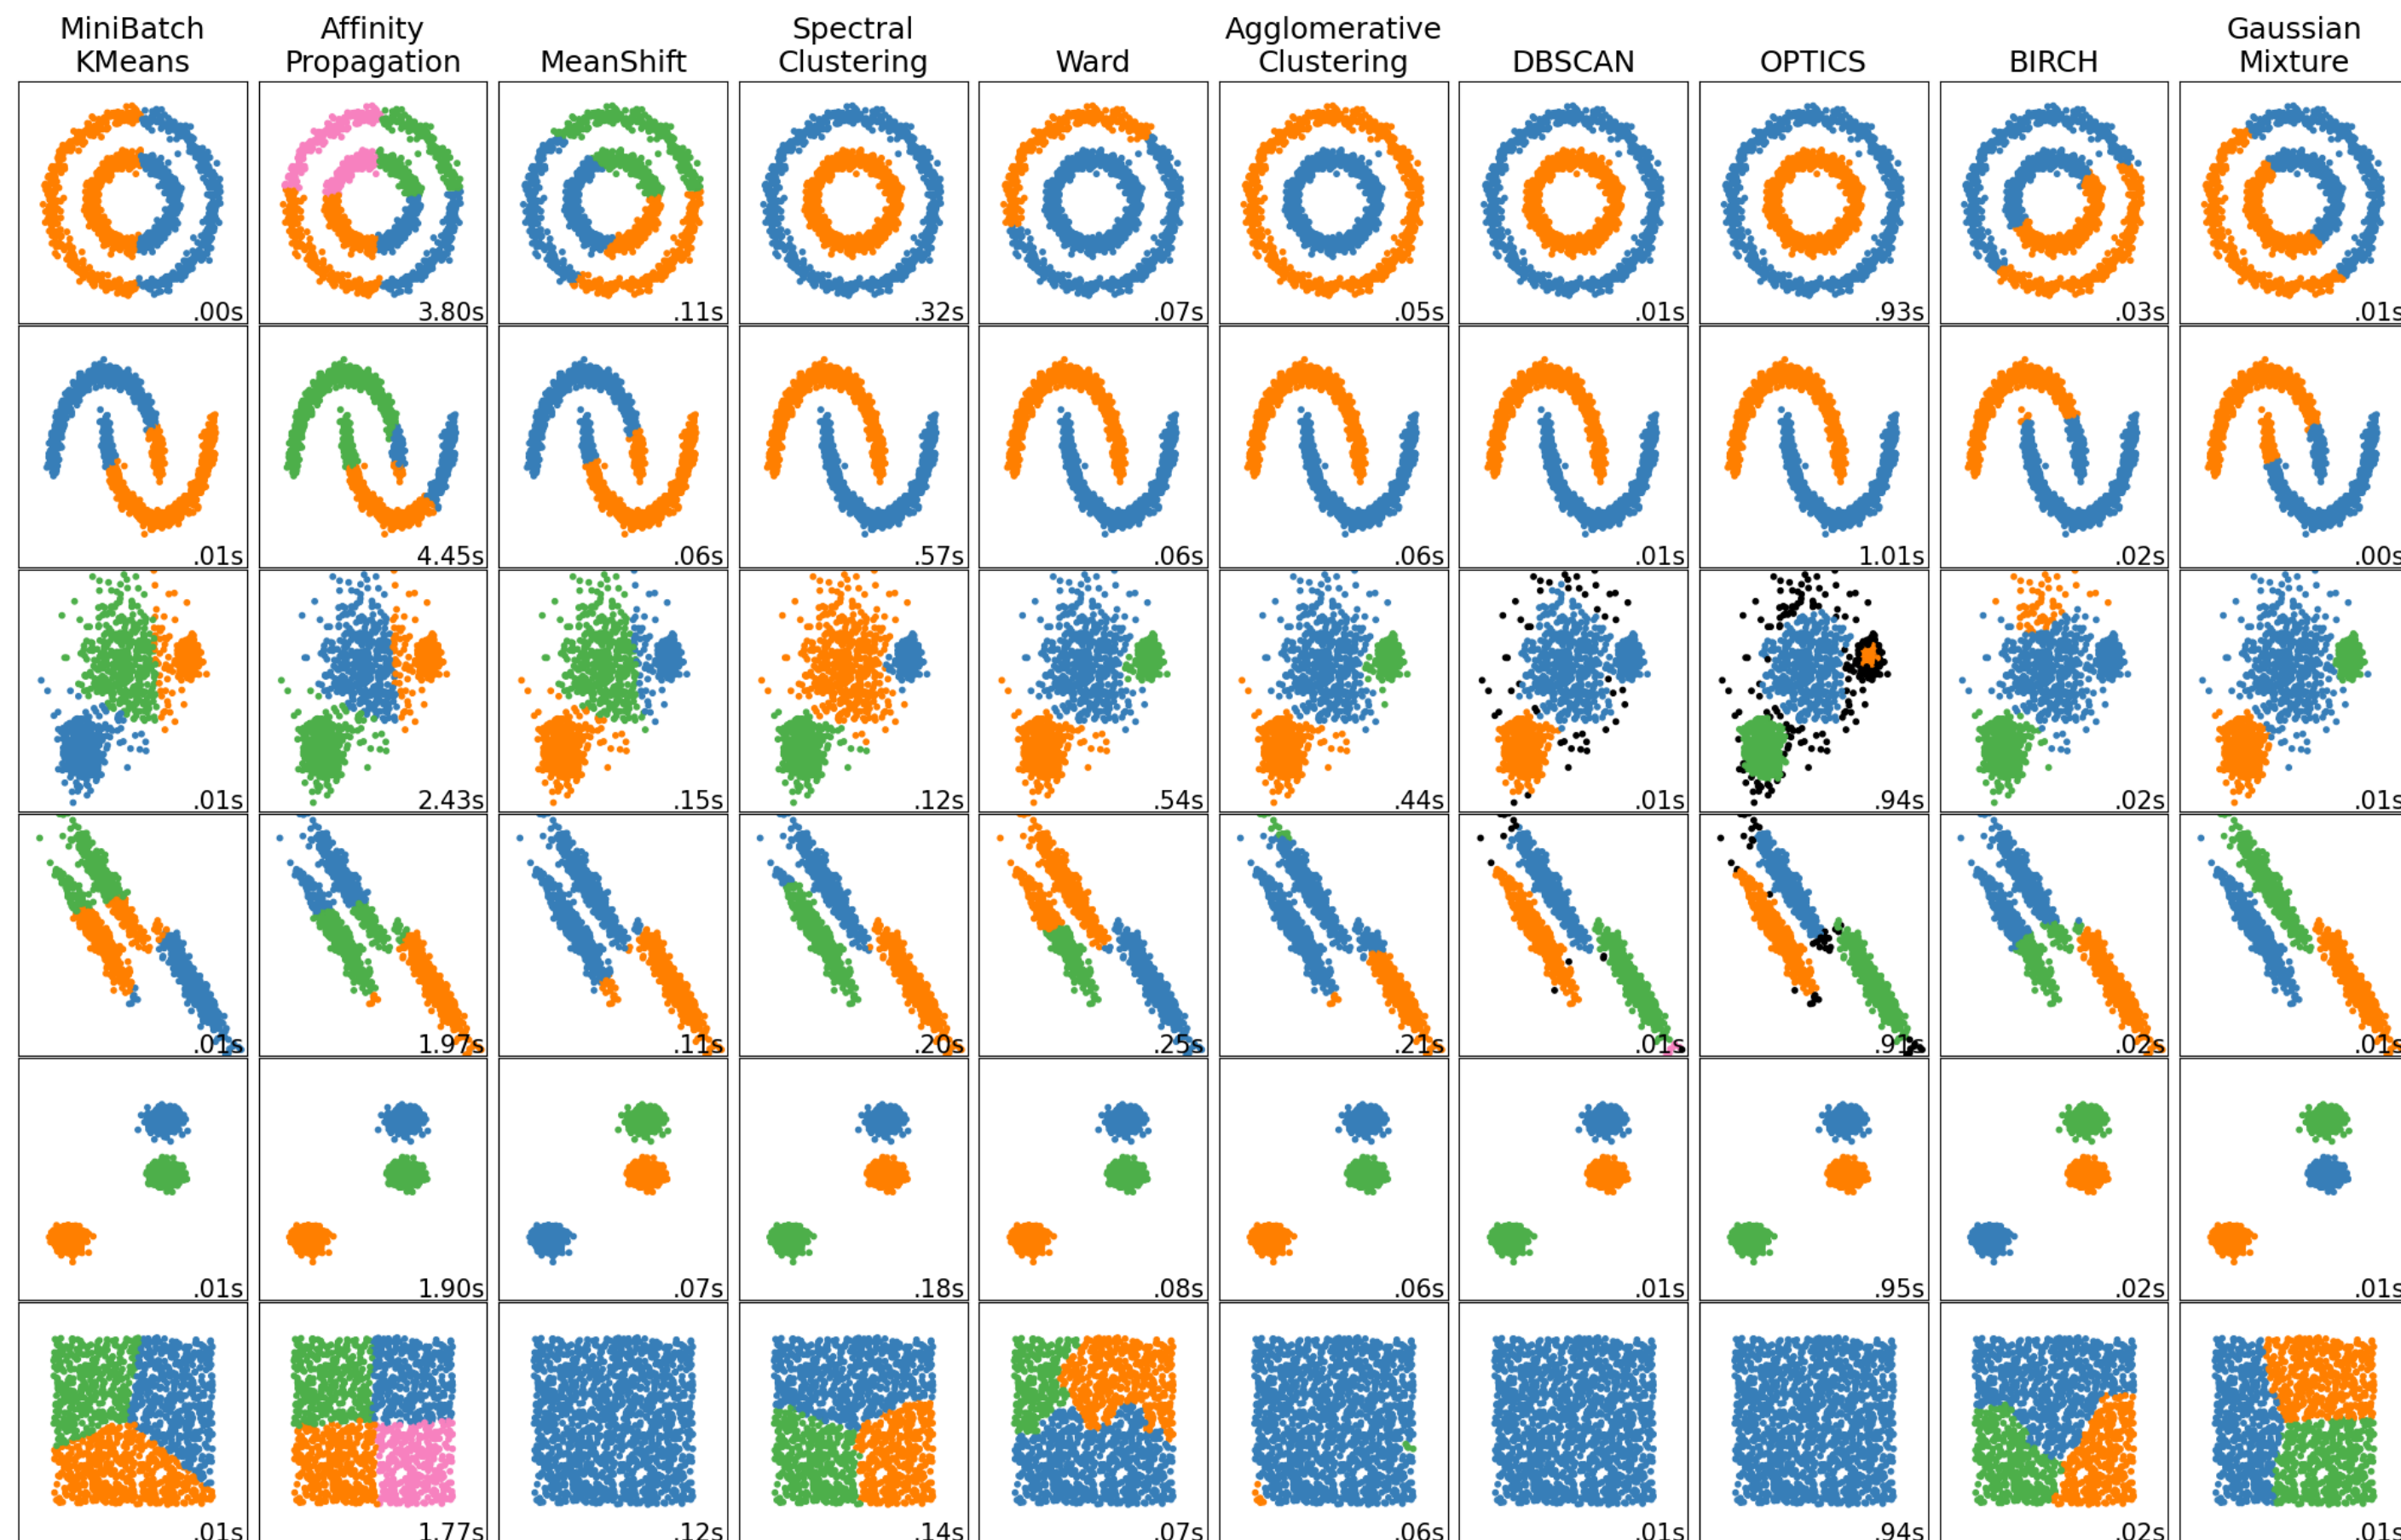 MiniBatch
KMeans
Affinity
Propagation
MeanShift
Spectral
Clustering
Ward
Agglomerative
Clustering
DBSCAN
OPTICS
BIRCH
Gaussian
Mixture
.00s
3.80s
.11s
.32s
.07s
.05s
.01s
.93s
.03s
.01s
.01s
4.45s
.06s
.57s
.06s
.06s
.01s
1.01s
.02s
.00s
.01s
2.43s
.15s
.12s
.54s
.44s
.01s
.94s
.02s
.01s
.01s
1.97s
.11s
.20s
.25s
.21s
.01s
.91s
.02s
.01s
.01s
1.90s
.07s
.18s
.08s
.06s
.01s
.95s
.02s
.01s
.01s
1.77s
.12s
.14s
.07s
.06s
.01s
.94s
.02s
.01s